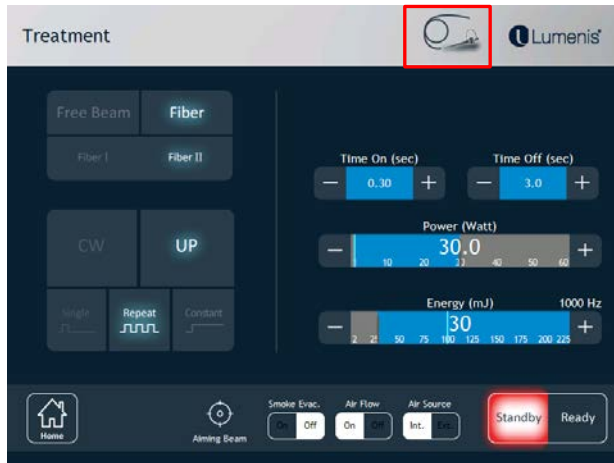 Treatment
Lumenis
Free Beam Fiber
Fiber I Fiber II
Time On (sec) Time Off (sec)
− 0.30 + − 3.0 +
CW UP
Power (Watt)
− 30.0 +
10 20 30 40 50 60
Single Repeat Constant
Energy (mJ) 1000 Hz
− 30 +
2 25 50 75 100 125 150 175 200 225
Smoke Evac. Air Flow Air Source
On Off On Off Int. Ext.
Standby Ready
Home
Aiming Beam